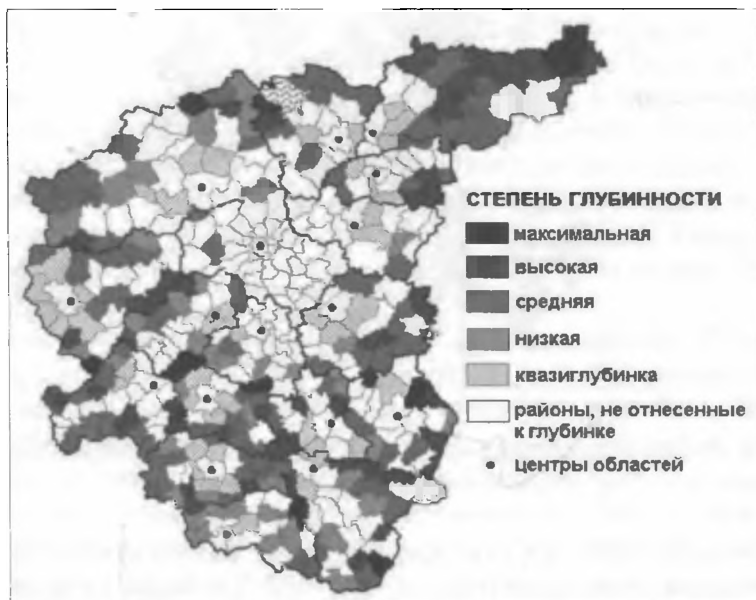 СТЕПЕНЬ ГЛУБИННОСТИ
максимальная
высокая
средняя
низкая
квазиглубинка
районы, не отнесенные
к глубинке
центры областей